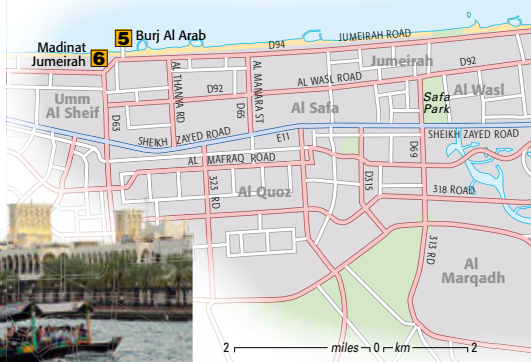 5 Burj Al Arab
Madinat
Jumeirah 6
D94
JUMEIRAH ROAD
Jumeirah
D92
AL WASL ROAD
D92
AL THANYA RD
D65
AL MANARA ST
Umm
Al Sheif
D63
Al Safa
Safa
Park
Al Wasl
SHEIKH ZAYED ROAD
E11
SHEIKH ZAYED ROAD
AL MAFRAQ ROAD
D69
D315
323 RD
Al Quoz
318 ROAD
313 RD
Al
Marqadh
2 miles 0 km 2